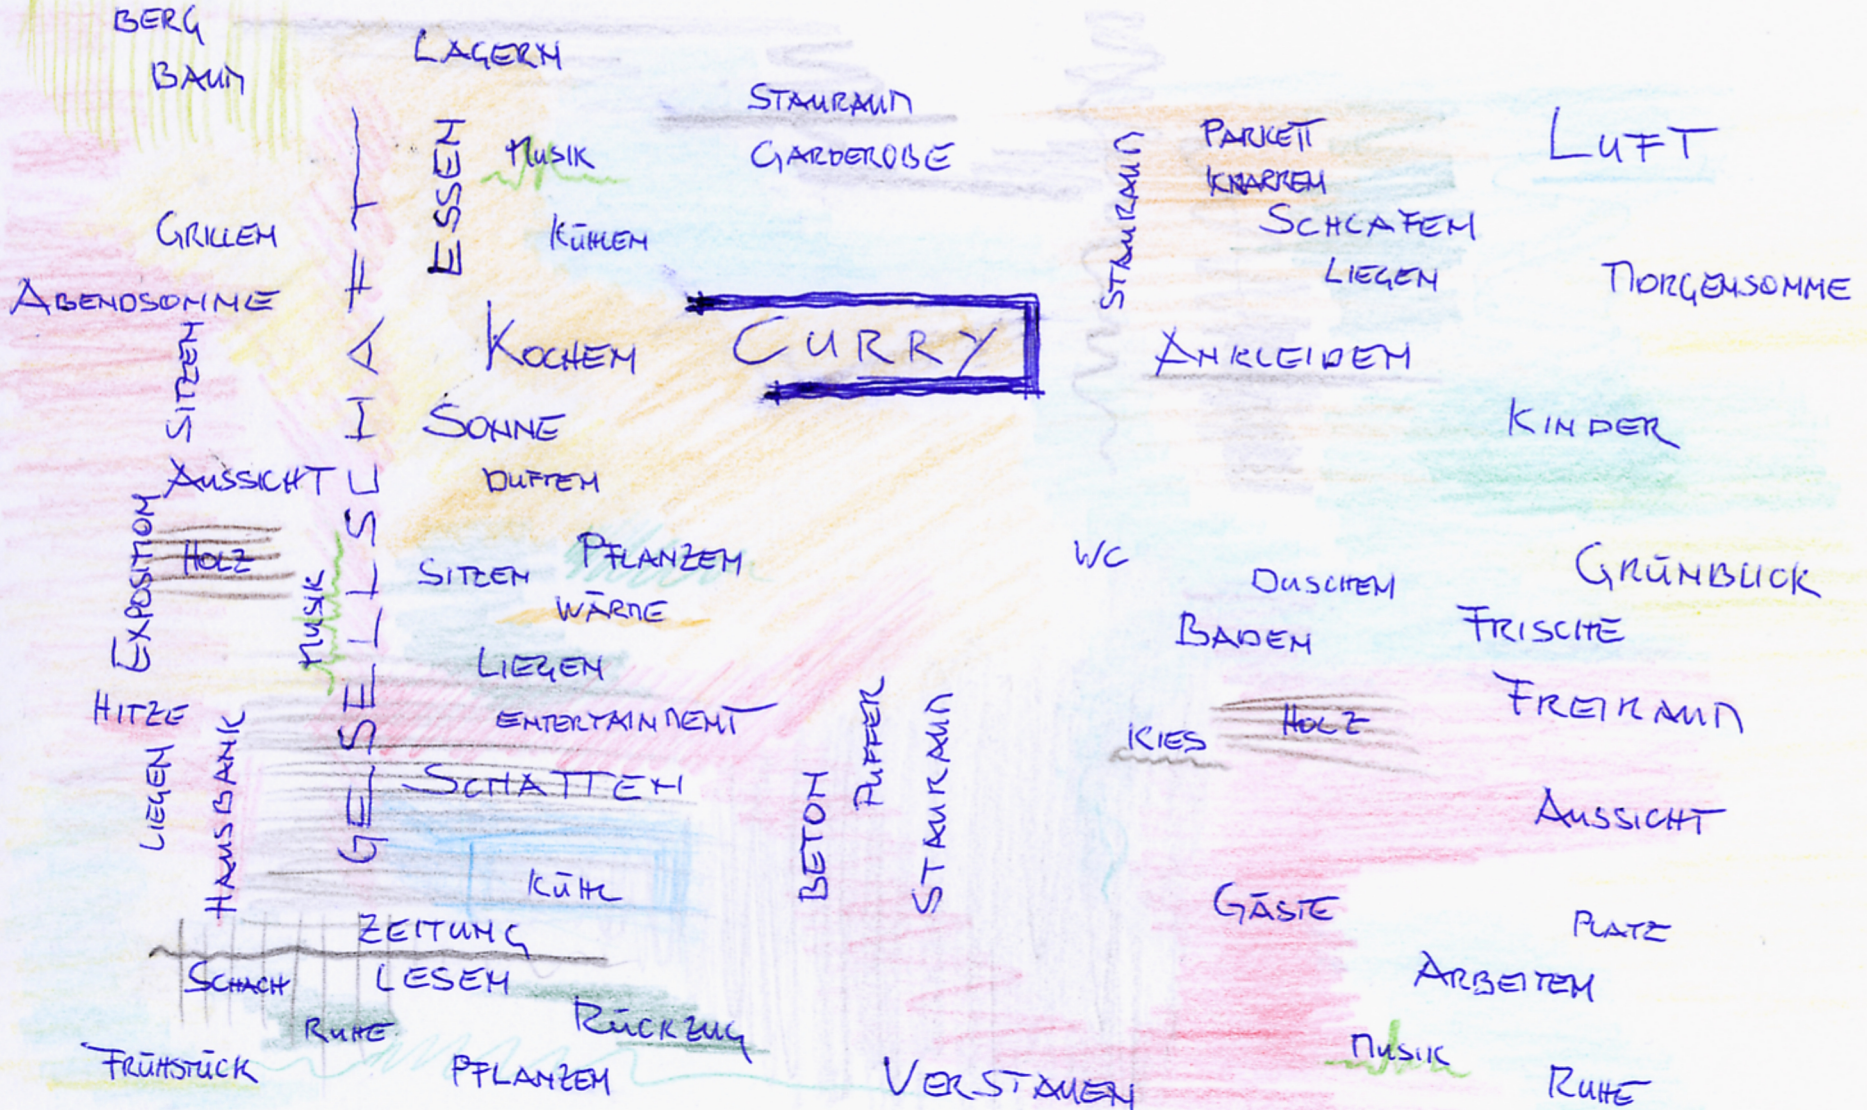 BERG
BAUM
LAGERN
STAURAUM
GARDEROBE
ESSEN
MUSIK
KÜHLEN
GRILLEN
ABENDSONNE
SITZEN
AUSSICHT
GESELLSCHAFT
KOCHEN
CURRY
SONNE
DUFTEN
STAURAUM
PARKETT
KNARREN
SCHLAFEN
LIEGEN
LUFT
MORGENSONNE
ANKLEIDEN
KINDER
EXPOSITION
HOLZ
MUSIK
SITZEN
PFLANZEN
WÄRME
LIEGEN
ENTERTAINMENT
WC
DUSCHEN
BADEN
GRÜNBLICK
FRISCHE
FREIRAUM
HITZE
LIEGEN
HAUSBANK
SCHATTEN
KÜHL
BETON
PUFFER
STAURAUM
KIES
HOLZ
AUSSICHT
GÄSTE
PLATZ
ARBEITEN
ZEITUNG
LESEN
SCHACH
RUHE
RÜCKZUG
FRÜHSTÜCK
PFLANZEN
VERSTAUEN
MUSIK
RUHE